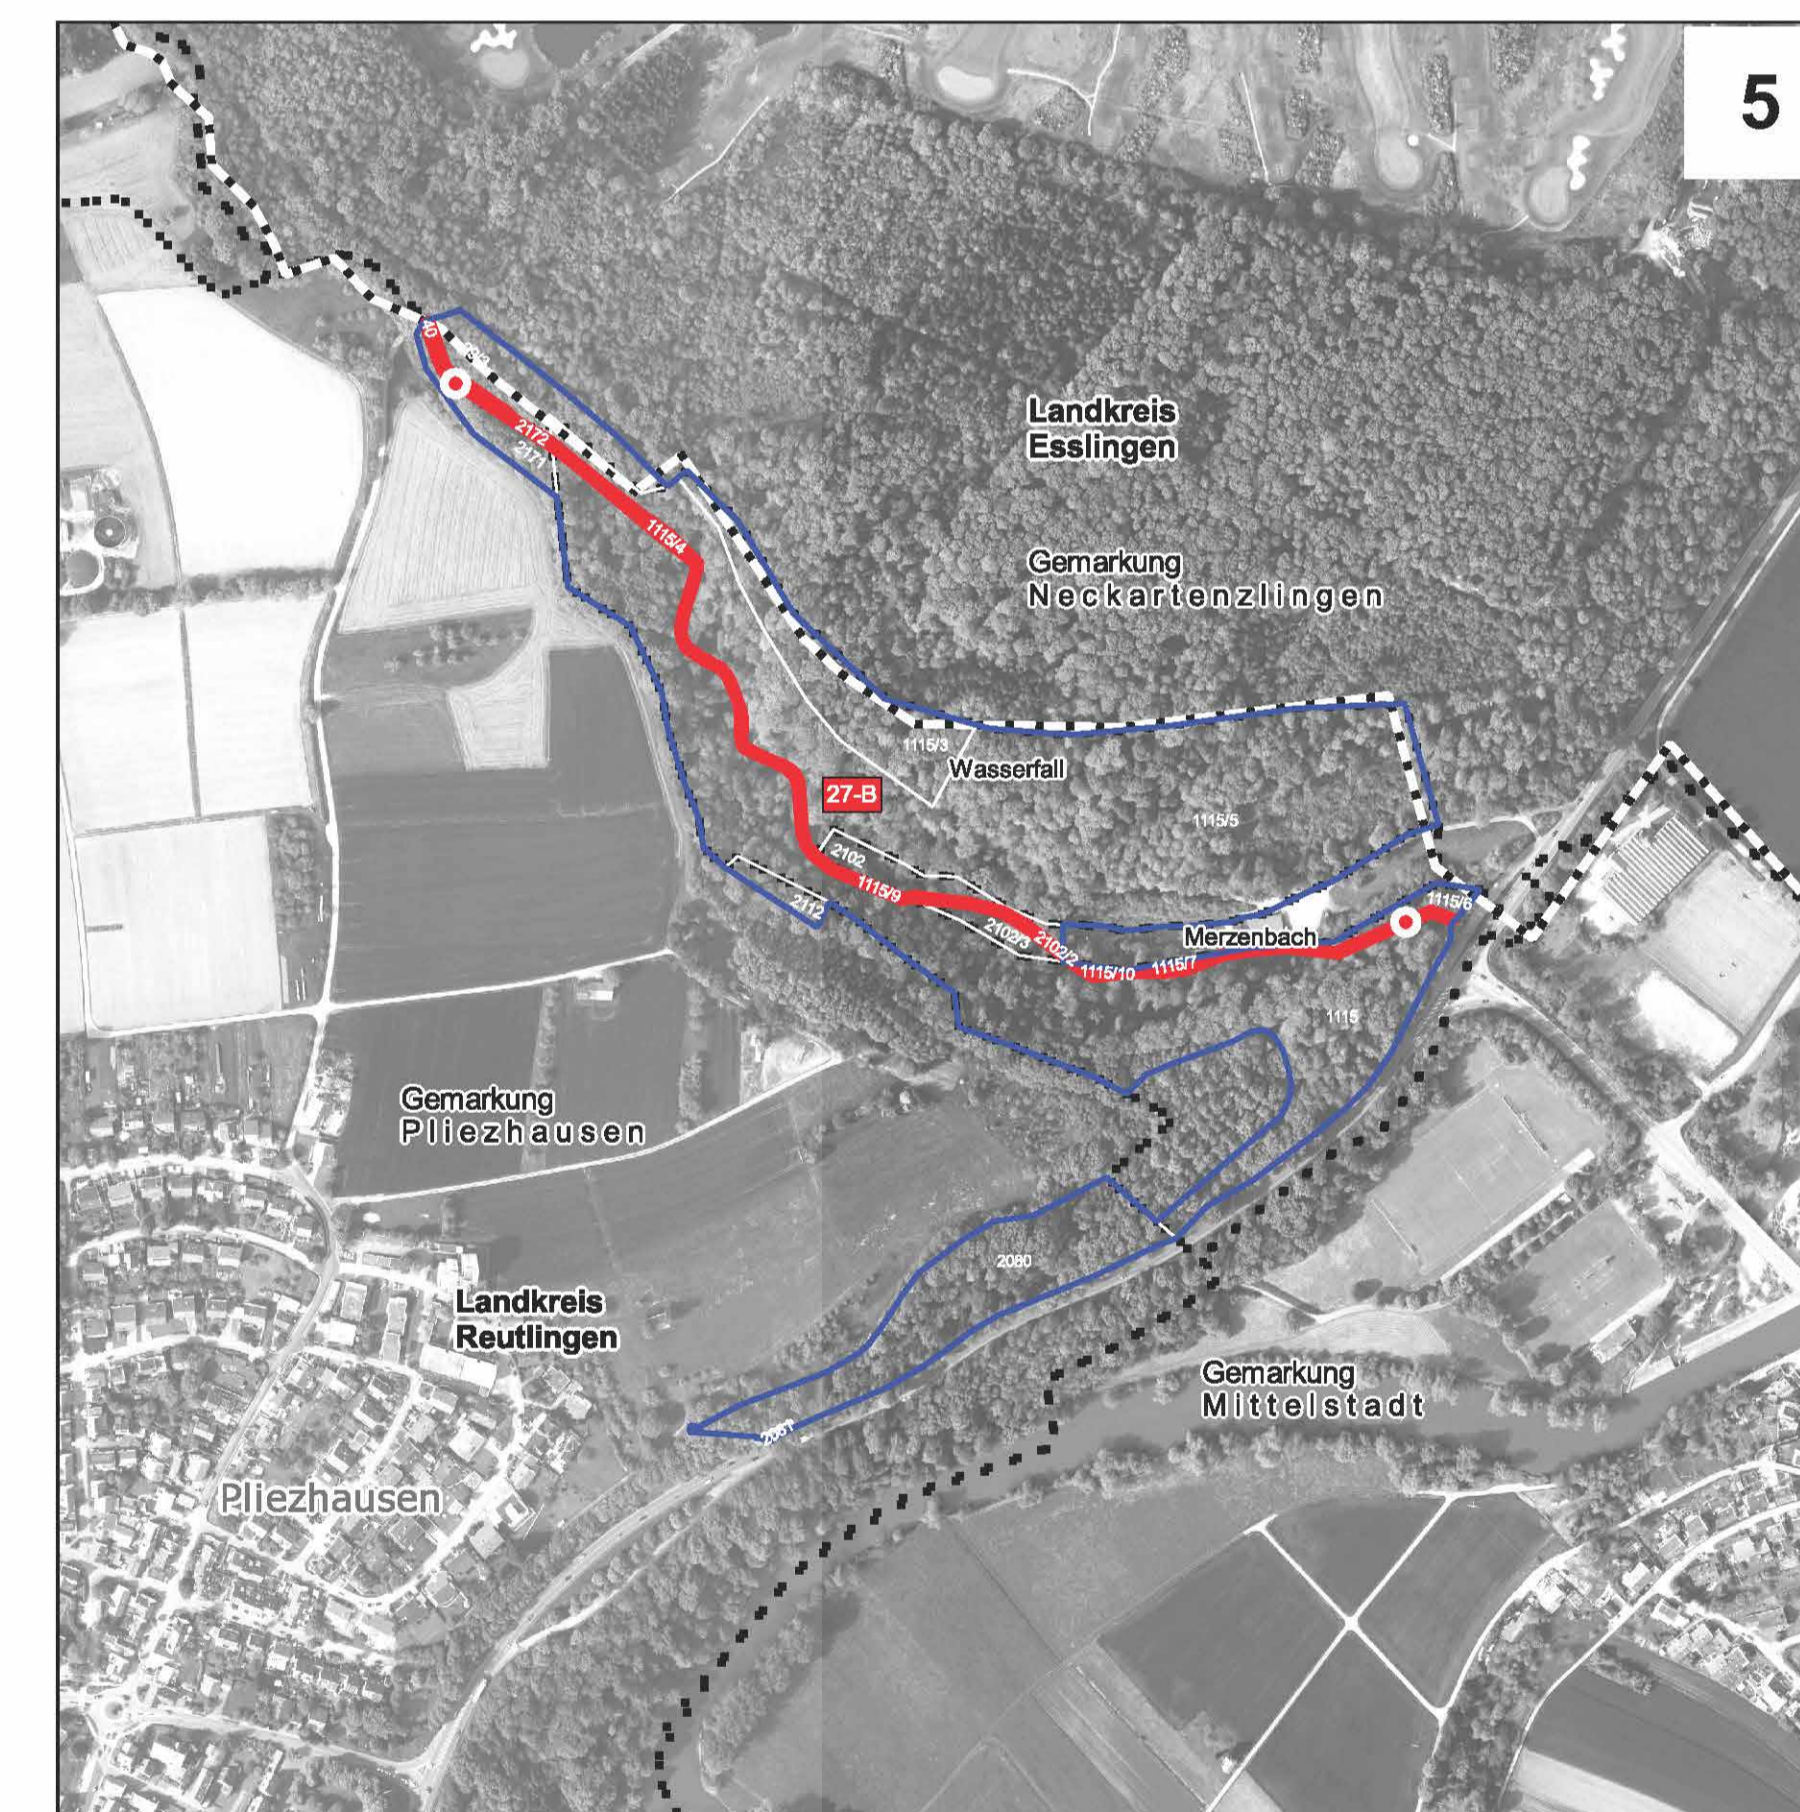 5
40
Landkreis
Esslingen
2172
2171
1115/4
Gemarkung
Neckartenzlingen
1115/3
Wasserfall
27-B
1115/5
2102
1115/9
2112
1115/6
2102/3
2102/2
Merzenbach
1115/10
1115/7
1115
Gemarkung
Pliezhausen
2080
Landkreis
Reutlingen
Gemarkung
Mittelstadt
Pliezhausen